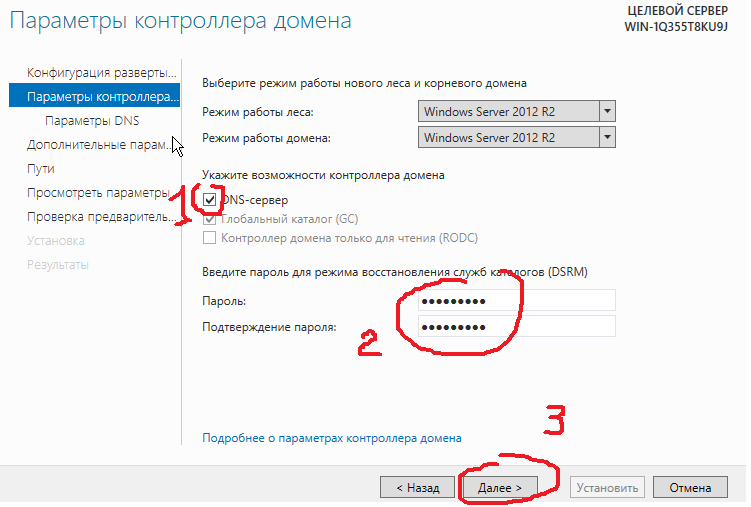 Параметры контроллера домена
ЦЕЛЕВОЙ СЕРВЕР
WIN-1Q355T8KU9J
Конфигурация разверты...
Параметры контроллера...
Параметры DNS
Дополнительные парам...
Пути
Просмотреть параметры
Проверка предваритель...
Установка
Результаты
Выберите режим работы нового леса и корневого домена
Режим работы леса: Windows Server 2012 R2
Режим работы домена: Windows Server 2012 R2
Укажите возможности контроллера домена
1 DNS-сервер
Глобальный каталог (GC)
Контроллер домена только для чтения (RODC)
Введите пароль для режима восстановления служб каталогов (DSRM)
Пароль: •••••••••
Подтверждение пароля: •••••••••
2
Подробнее о параметрах контроллера домена
3
< Назад Далее > Установить Отмена